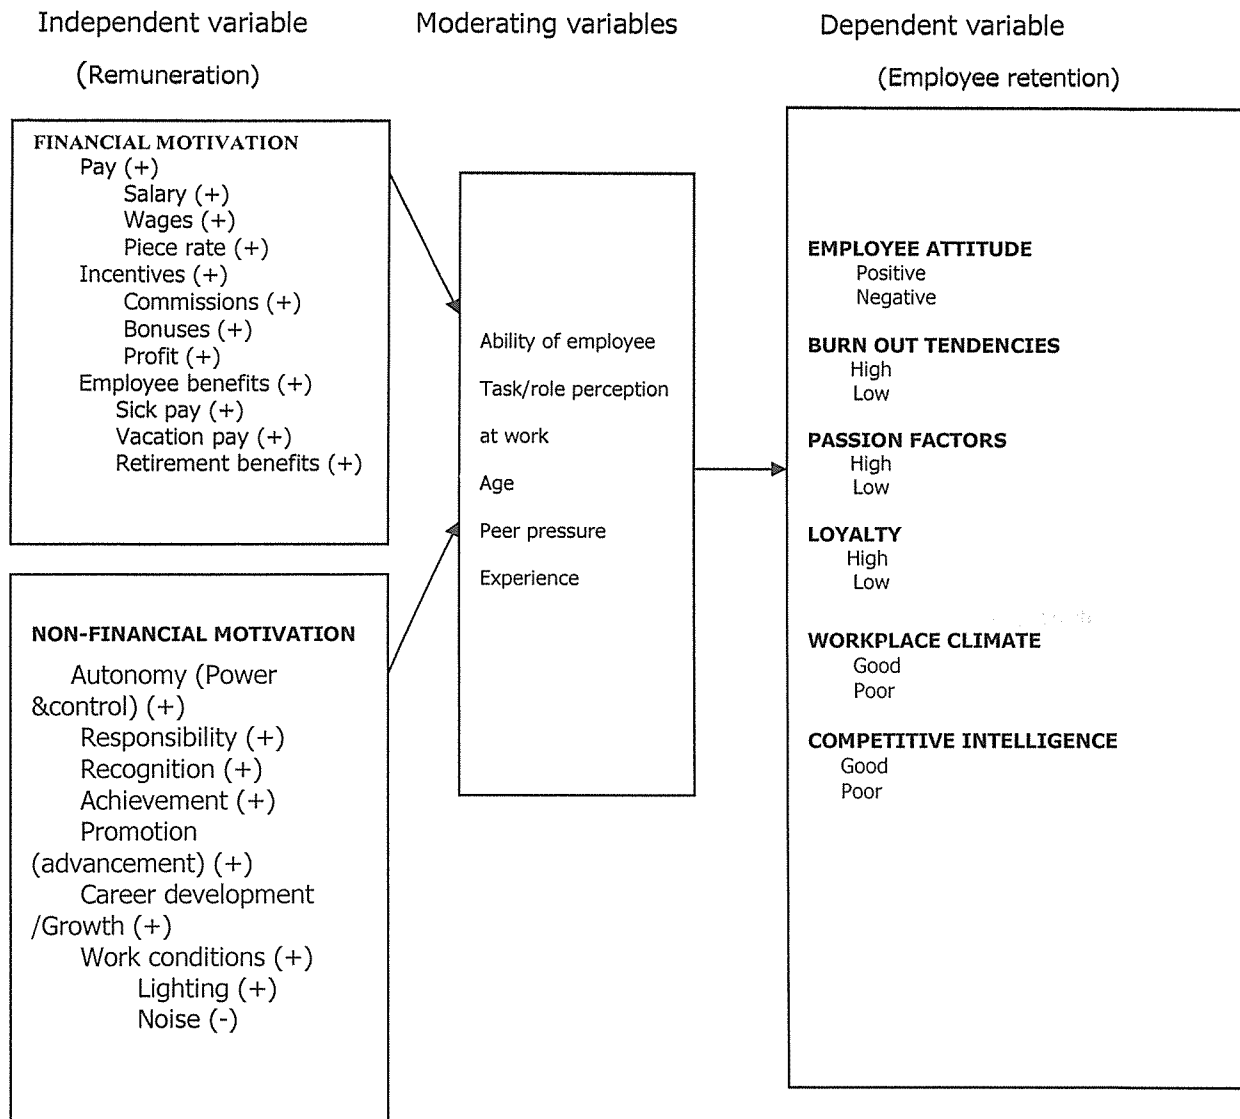 Independent variable
(Remuneration)
Moderating variables
Dependent variable
(Employee retention)
FINANCIAL MOTIVATION
Pay (+)
Salary (+)
Wages (+)
Piece rate (+)
Incentives (+)
Commissions (+)
Bonuses (+)
Profit (+)
Employee benefits (+)
Sick pay (+)
Vacation pay (+)
Retirement benefits (+)
NON-FINANCIAL MOTIVATION
Autonomy (Power
&control) (+)
Responsibility (+)
Recognition (+)
Achievement (+)
Promotion
(advancement) (+)
Career development
/Growth (+)
Work conditions (+)
Lighting (+)
Noise (-)
Ability of employee
Task/role perception
at work
Age
Peer pressure
Experience
EMPLOYEE ATTITUDE
Positive
Negative
BURN OUT TENDENCIES
High
Low
PASSION FACTORS
High
Low
LOYALTY
High
Low
WORKPLACE CLIMATE
Good
Poor
COMPETITIVE INTELLIGENCE
Good
Poor